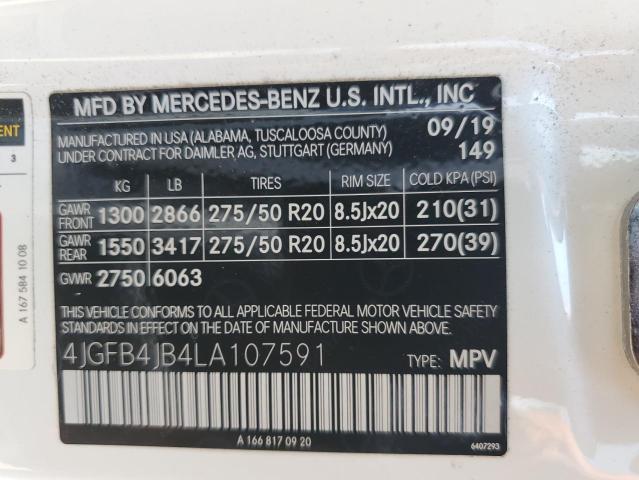 MFD BY MERCEDES-BENZ U.S. INTL., INC
MANUFACTURED IN USA (ALABAMA, TUSCALOOSA COUNTY) 09/19
UNDER CONTRACT FOR DAIMLER AG, STUTTGART (GERMANY) 149
KG LB TIRES RIM SIZE COLD KPA (PSI)
GAWR FRONT 1300 2866 275/50 R20 8.5Jx20 210(31)
GAWR REAR 1550 3417 275/50 R20 8.5Jx20 270(39)
GVWR 2750 6063
THIS VEHICLE CONFORMS TO ALL APPLICABLE FEDERAL MOTOR VEHICLE SAFETY
STANDARDS IN EFFECT ON THE DATE OF MANUFACTURE SHOWN ABOVE.
4JGFB4JB4LA107591 TYPE: MPV
A 166 817 09 20
6407293
3
A 167 584 10 08